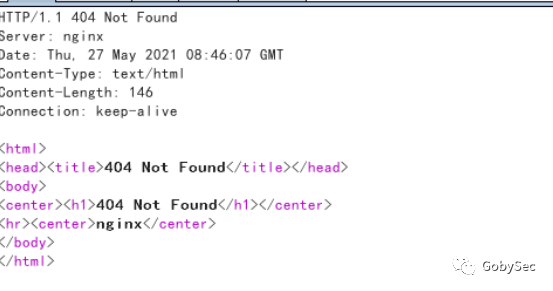 HTTP/1.1 404 Not Found
Server: nginx
Date: Thu, 27 May 2021 08:46:07 GMT
Content-Type: text/html
Content-Length: 146
Connection: keep-alive
<html>
<head><title>404 Not Found</title></head>
<body>
<center><h1>404 Not Found</h1></center>
<hr><center>nginx</center>
</body>
</html>
GobySec